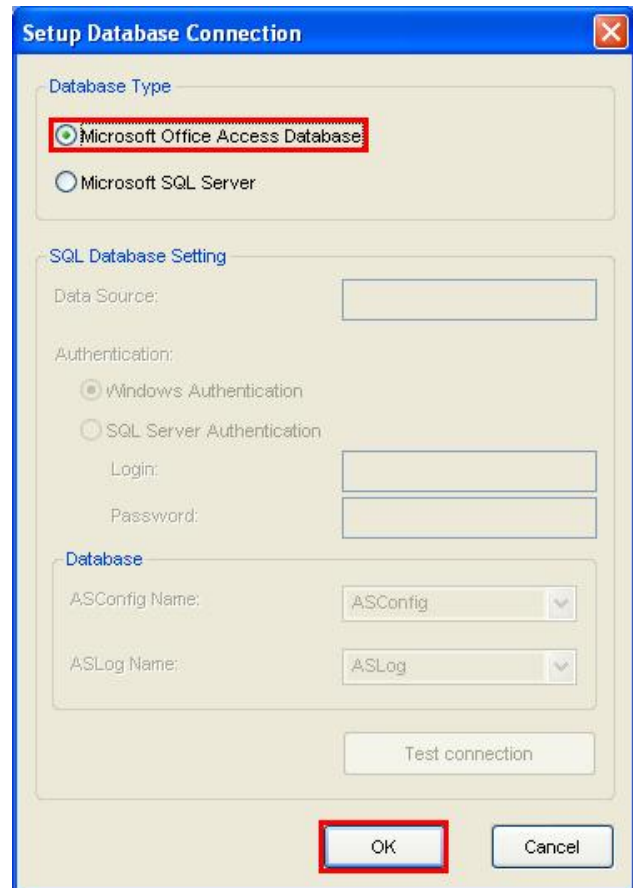 Setup Database Connection
Database Type
Microsoft Office Access Database
Microsoft SQL Server
SQL Database Setting
Data Source:
Authentication:
Windows Authentication
SQL Server Authentication
Login:
Password:
Database
ASConfig Name:
ASConfig
ASLog Name:
ASLog
Test connection
OK
Cancel